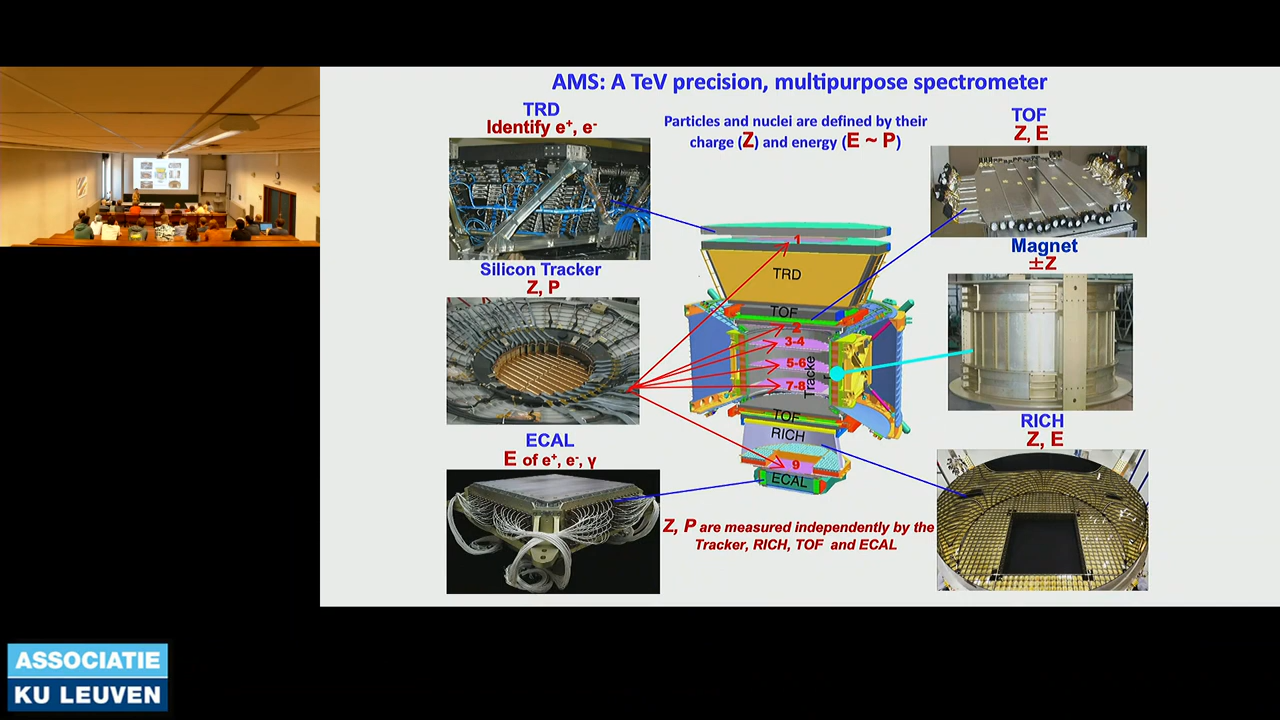 AMS: A TeV precision, multipurpose spectrometer
TRD
Identify e⁺, e⁻
Particles and nuclei are defined by their
charge (Z) and energy (E ~ P)
TOF
Z, E
Silicon Tracker
Z, P
Magnet
±Z
ECAL
E of e⁺, e⁻, γ
RICH
Z, E
1
TRD
TOF
2
3-4
5-6
7-8
Tracke
TOF
RICH
9
ECAL
Z, P are measured independently by the
Tracker, RICH, TOF and ECAL
ASSOCIATIE
KU LEUVEN